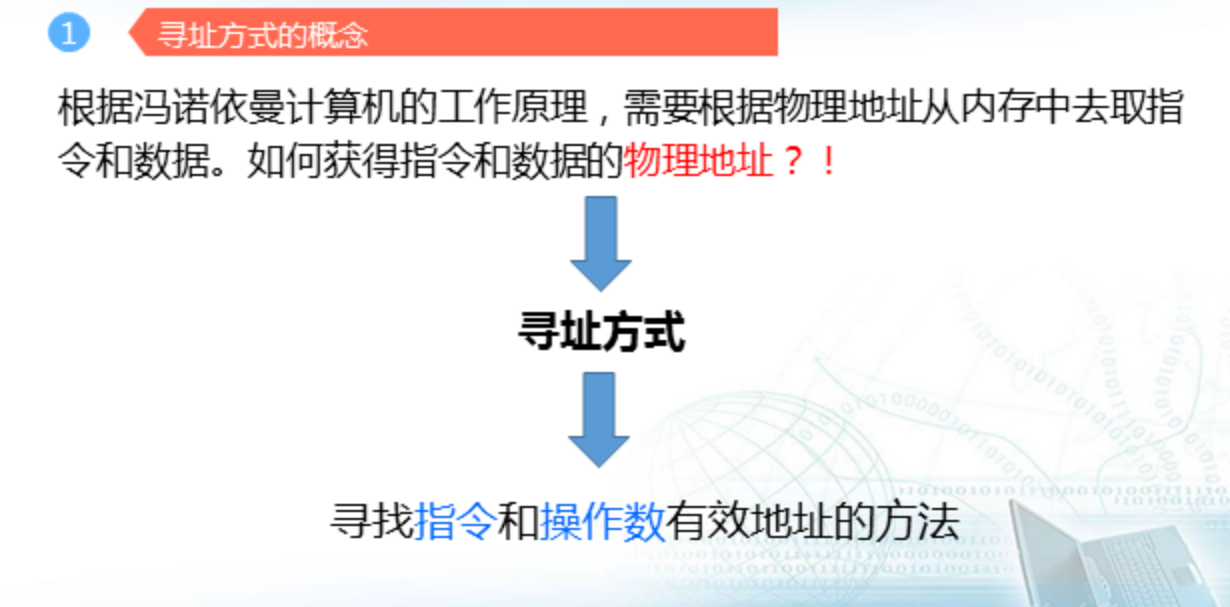 1
寻址方式的概念
根据冯诺依曼计算机的工作原理，需要根据物理地址从内存中去取指
令和数据。如何获得指令和数据的物理地址？！
寻址方式
寻找指令和操作数有效地址的方法